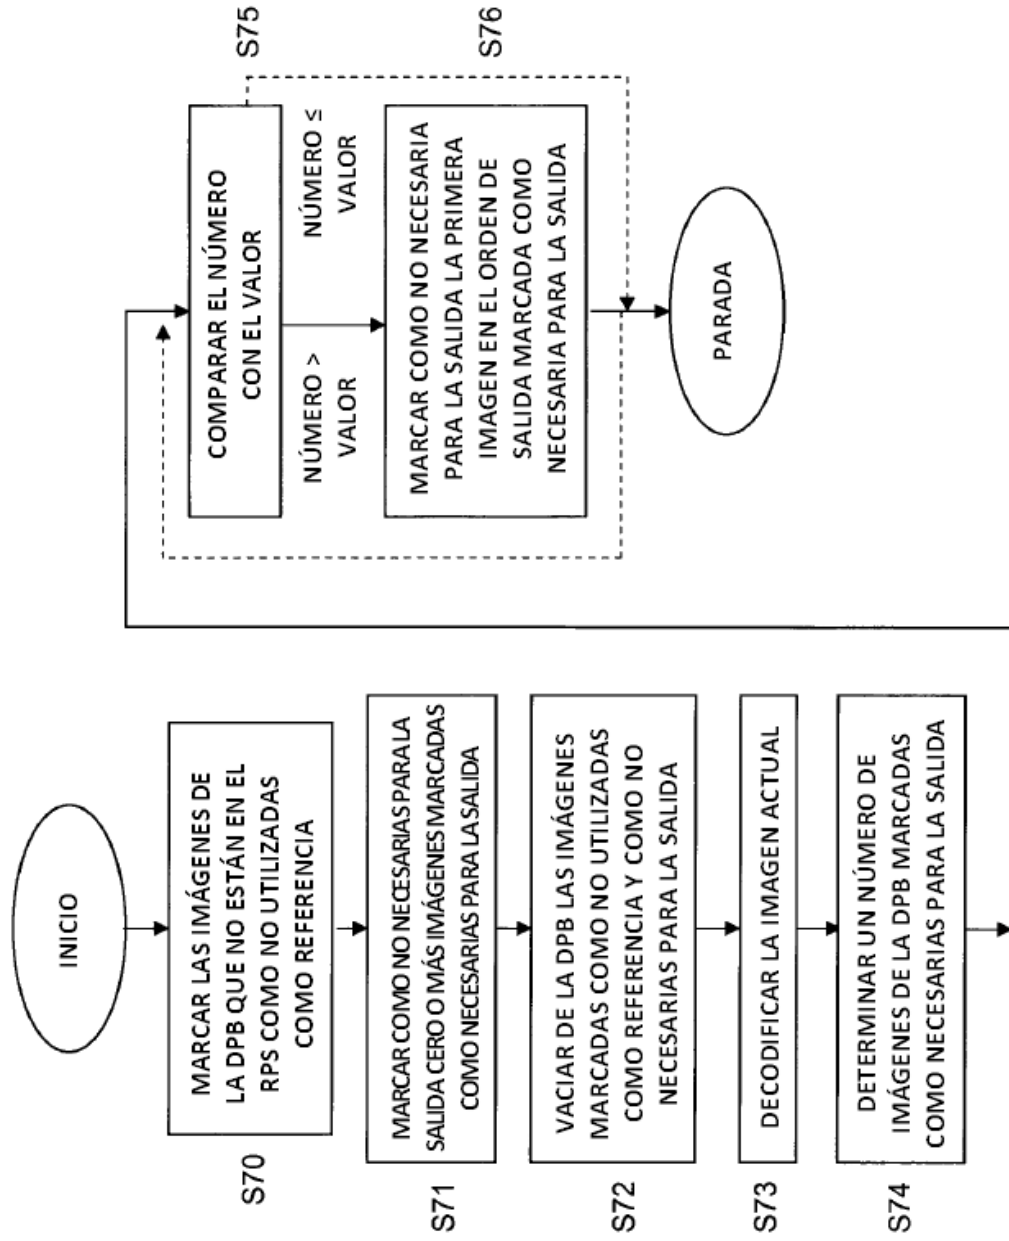 INICIO
MARCAR LAS IMÁGENES DE
LA DPB QUE NO ESTÁN EN EL
RPS COMO NO UTILIZADAS
COMO REFERENCIA
S70
MARCAR COMO NO NECESARIAS PARA LA
SALIDA CERO O MÁS IMÁGENES MARCADAS
COMO NECESARIAS PARA LA SALIDA
S71
VACIAR DE LA DPB LAS IMÁGENES
MARCADAS COMO NO UTILIZADAS
COMO REFERENCIA Y COMO NO
NECESARIAS PARA LA SALIDA
S72
DECODIFICAR LA IMAGEN ACTUAL
S73
DETERMINAR UN NÚMERO DE
IMÁGENES DE LA DPB MARCADAS
COMO NECESARIAS PARA LA SALIDA
S74
COMPARAR EL NÚMERO
CON EL VALOR
S75
NÚMERO >
VALOR
NÚMERO ≤
VALOR
MARCAR COMO NO NECESARIA
PARA LA SALIDA LA PRIMERA
IMAGEN EN EL ORDEN DE
SALIDA MARCADA COMO
NECESARIA PARA LA SALIDA
S76
PARADA